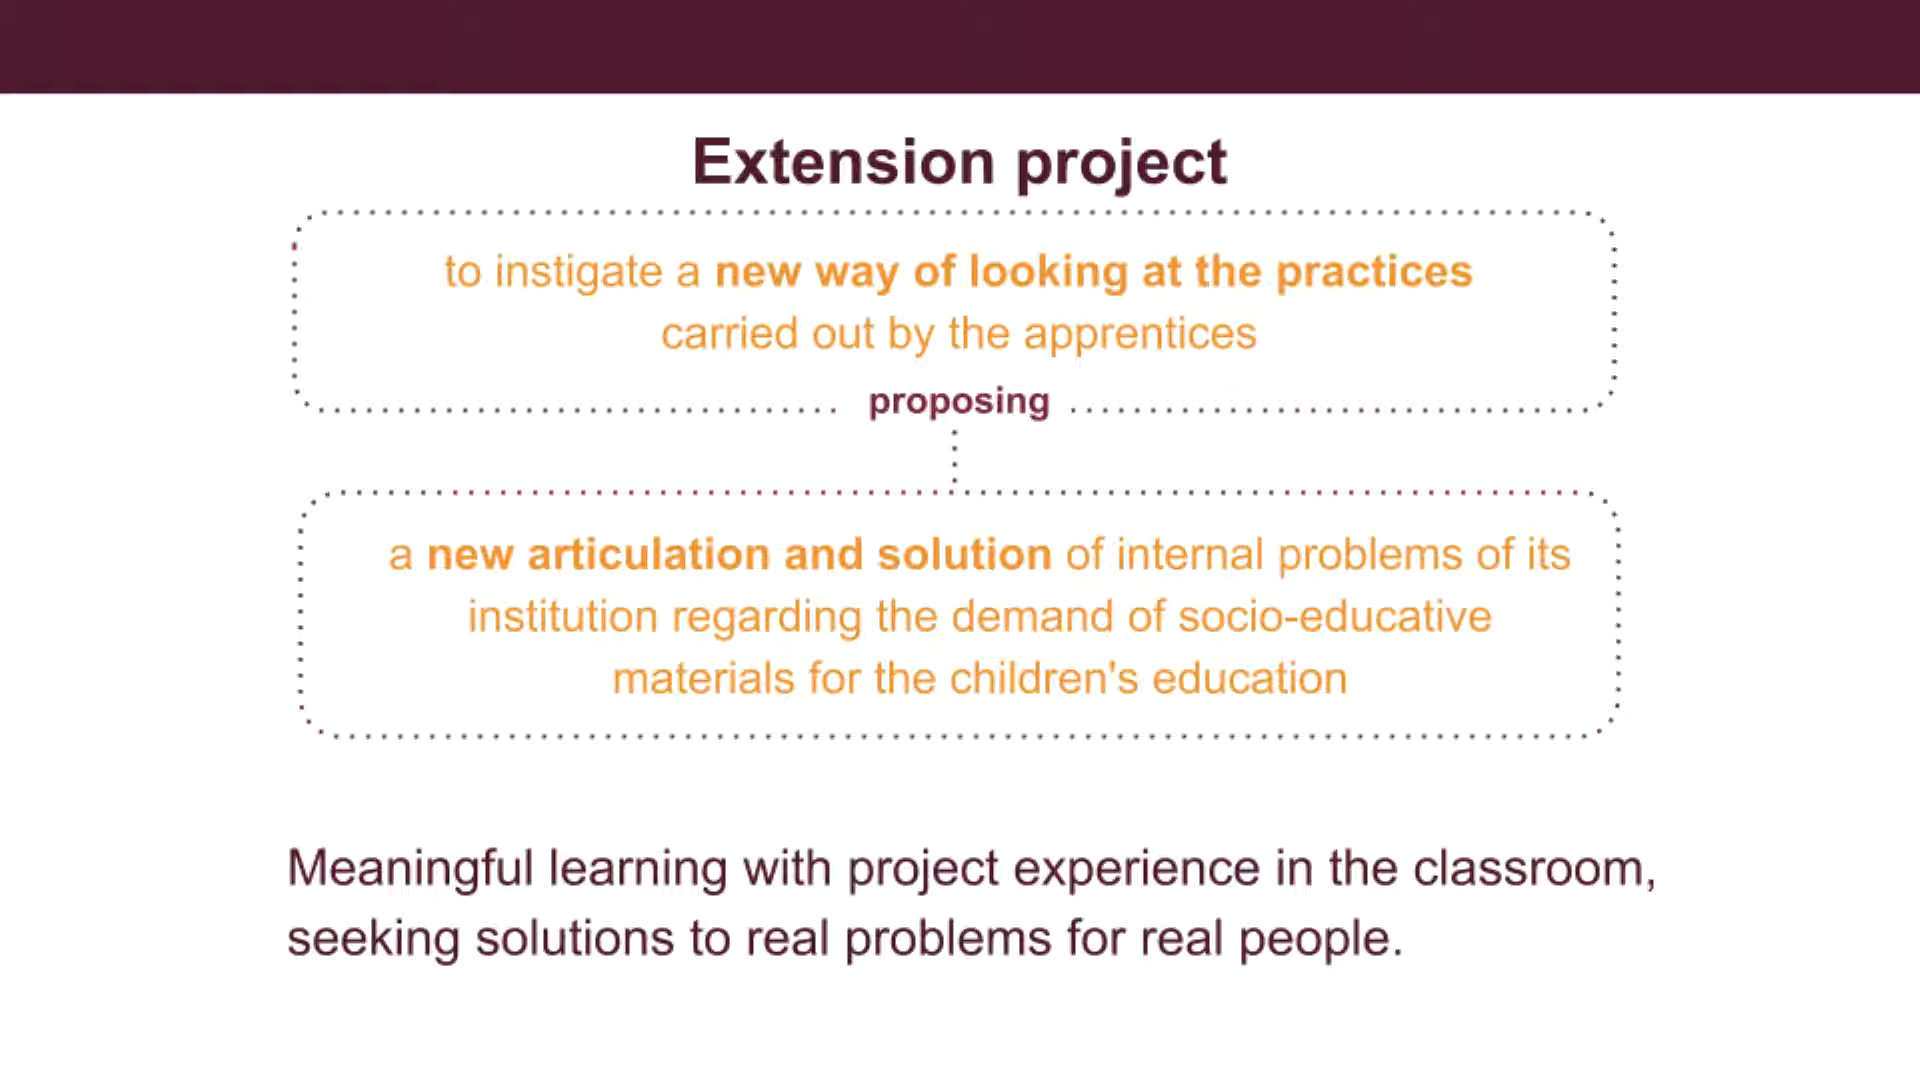 Extension project
to instigate a new way of looking at the practices
carried out by the apprentices
proposing
a new articulation and solution of internal problems of its
institution regarding the demand of socio-educative
materials for the children's education
Meaningful learning with project experience in the classroom,
seeking solutions to real problems for real people.